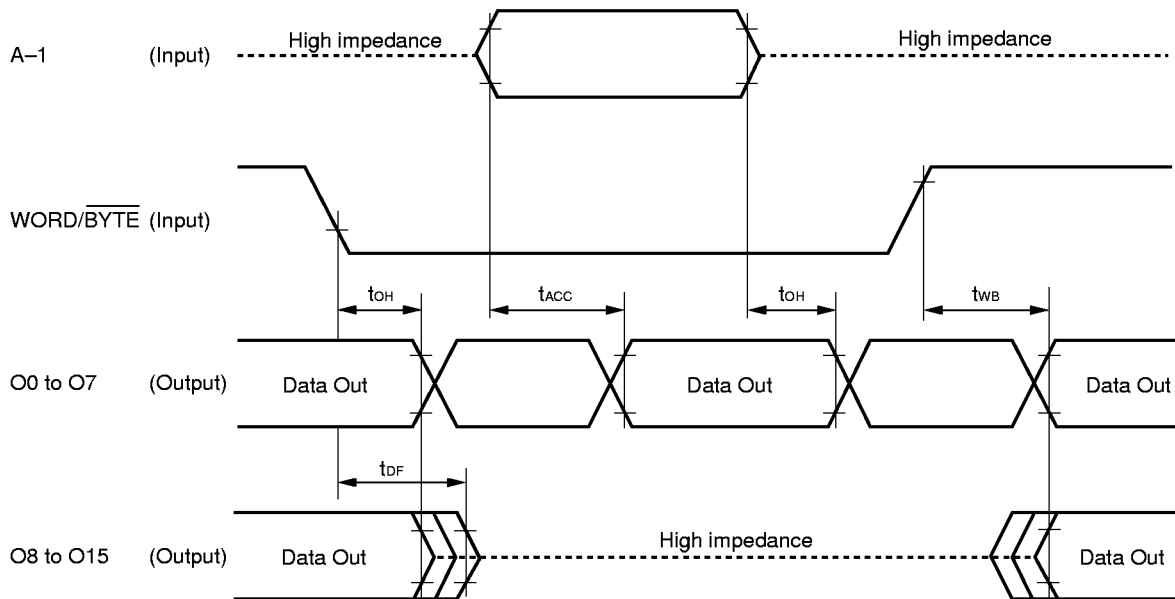 A–1 (Input) High impedance High impedance
WORD/BYTE (Input)
tOH tACC tOH tWB
O0 to O7 (Output) Data Out Data Out Data Out
tDF
O8 to O15 (Output) Data Out High impedance Data Out